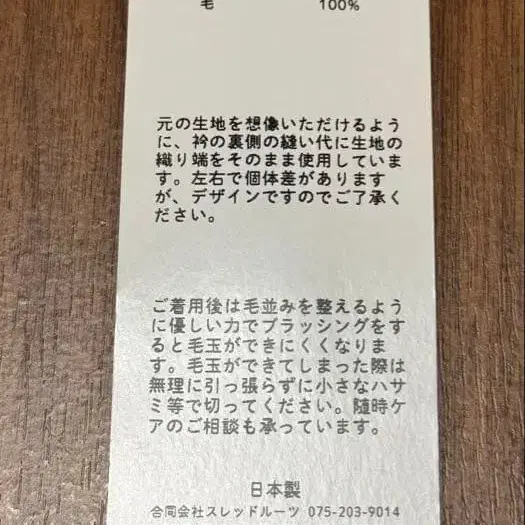 毛 100%
元の生地を想像いただけるよう
に、衿の裏側の縫い代に生地の
織り端をそのまま使用していま
す。左右で個体差があります
が、デザインですのでご了承く
ださい。
ご着用後は毛並みを整えるよう
に優しい力でブラッシングをす
ると毛玉ができにくくなりま
す。毛玉ができてしまった際は
無理に引っ張らずに小さなハサ
ミ等で切ってください。随時ケ
アのご相談も承っています。
日本製
合同会社スレッドルーツ 075-203-9014